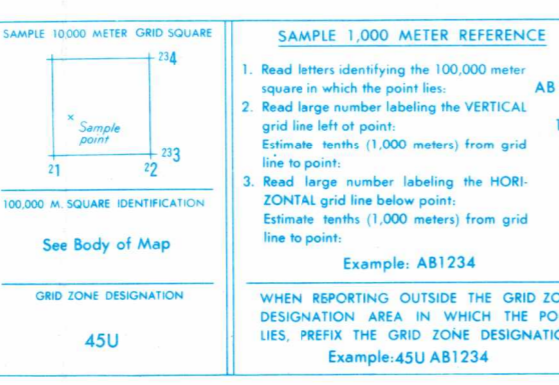 SAMPLE 10,000 METER GRID SQUARE
234
Sample
point
233
21
22
100,000 M. SQUARE IDENTIFICATION
See Body of Map
GRID ZONE DESIGNATION
45U
SAMPLE 1,000 METER REFERENCE
1. Read letters identifying the 100,000 meter
square in which the point lies: AB
2. Read large number labeling the VERTICAL
grid line left of point: 1
Estimate tenths (1,000 meters) from grid
line to point:
3. Read large number labeling the HORI-
ZONTAL grid line below point:
Estimate tenths (1,000 meters) from grid
line to point:
Example: AB1234
WHEN REPORTING OUTSIDE THE GRID ZO
DESIGNATION AREA IN WHICH THE PO
LIES, PREFIX THE GRID ZONE DESIGNATIO
Example:45U AB1234